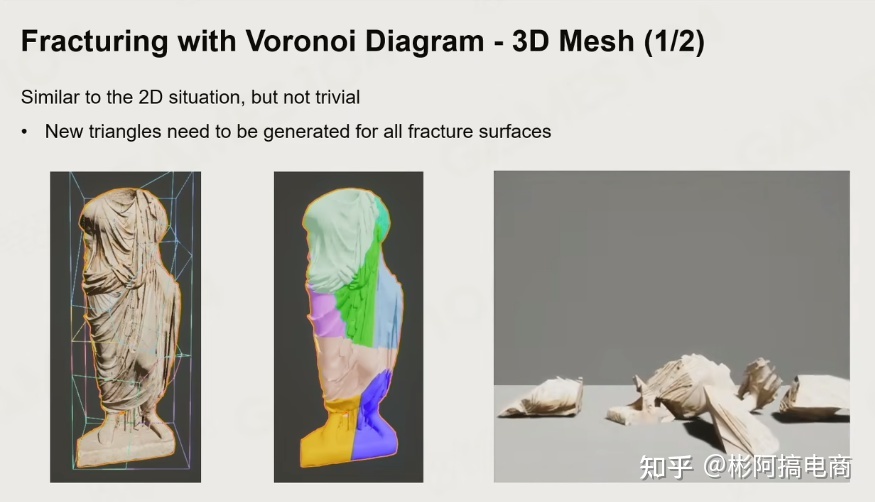 Fracturing with Voronoi Diagram - 3D Mesh (1/2)
Similar to the 2D situation, but not trivial
• New triangles need to be generated for all fracture surfaces
知乎 @彬阿搞电商